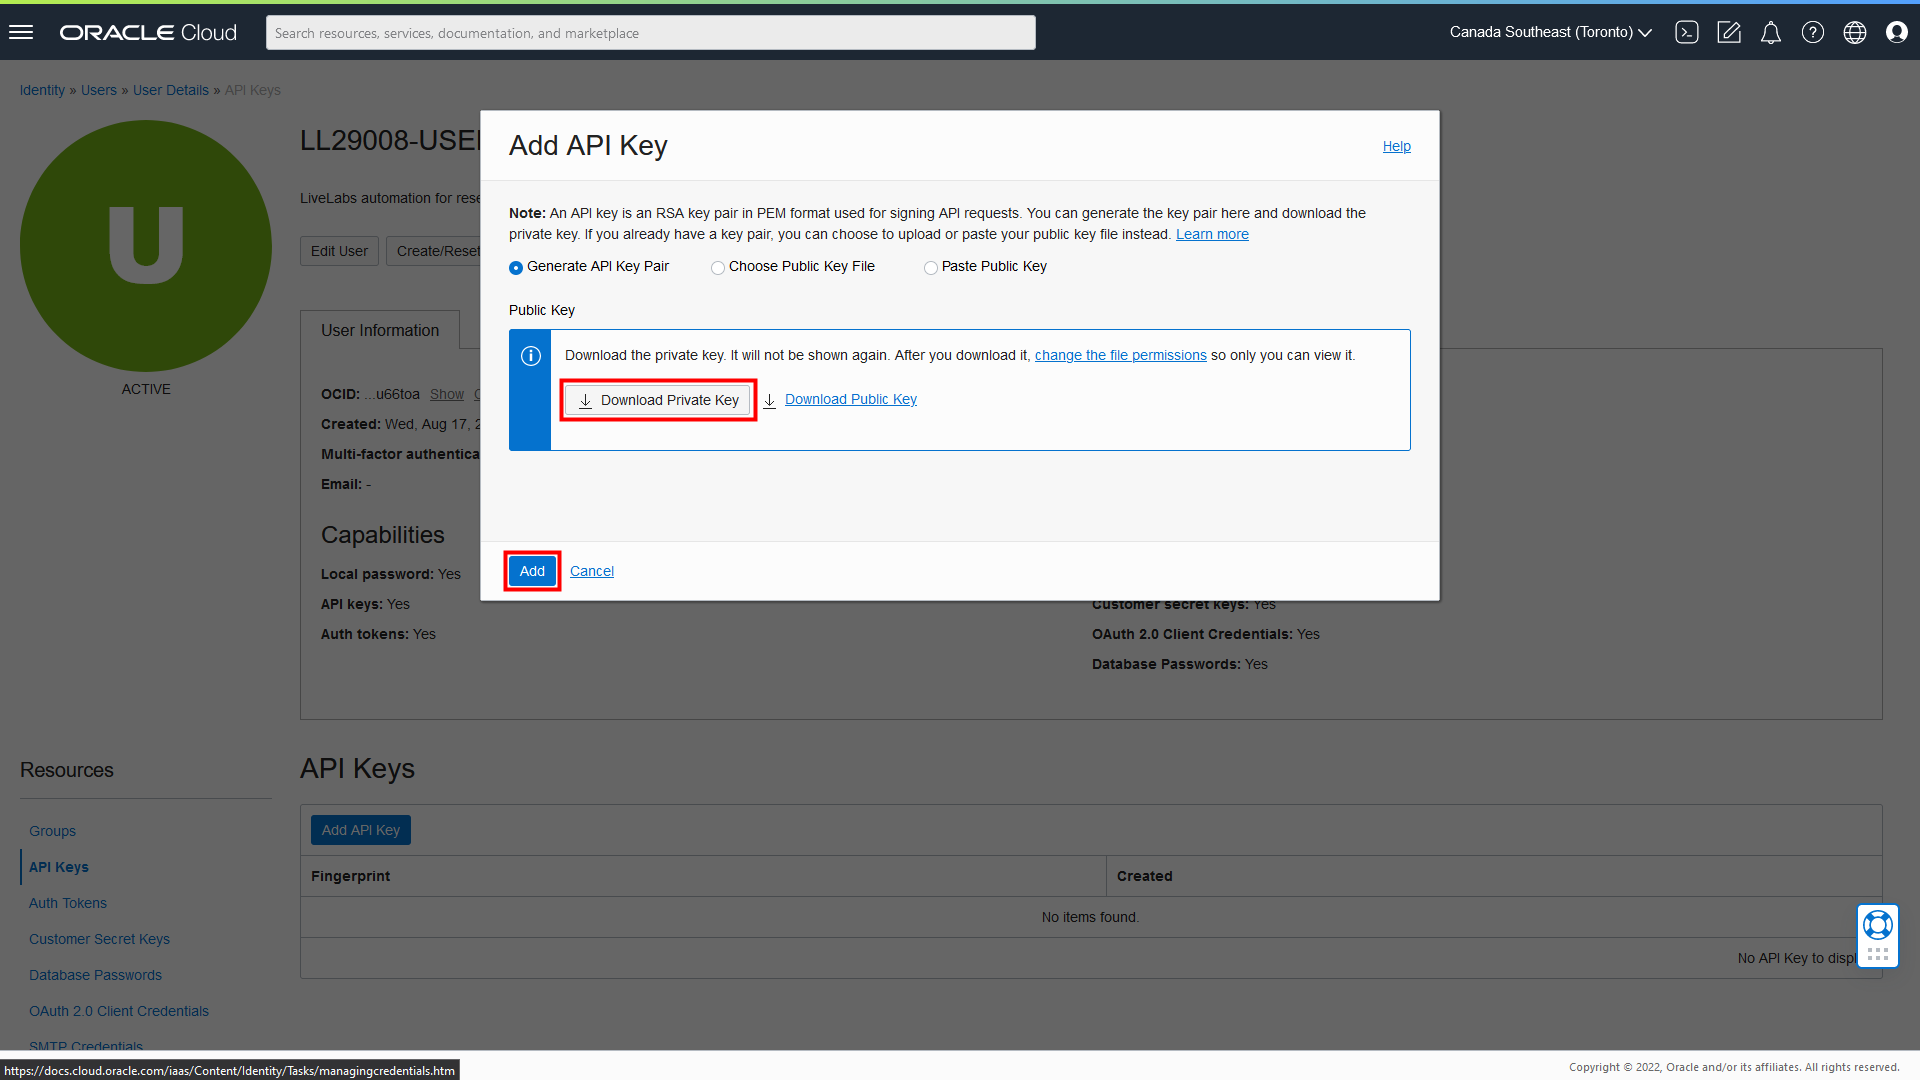 ORACLE Cloud
Search resources, services, documentation, and marketplace
Canada Southeast (Toronto)
Identity » Users » User Details » API Keys
U
ACTIVE
LL29008-USE
LiveLabs automation for rese
Edit User
Create/Reset
User Information
OCID: ...u66toa Show
Created: Wed, Aug 17, 2
Multi-factor authentica
Email: -
Capabilities
Local password: Yes
API keys: Yes
Auth tokens: Yes
Customer secret keys: Yes
OAuth 2.0 Client Credentials: Yes
Database Passwords: Yes
Add API Key
Help
Note: An API key is an RSA key pair in PEM format used for signing API requests. You can generate the key pair here and download the
private key. If you already have a key pair, you can choose to upload or paste your public key file instead. Learn more
Generate API Key Pair
Choose Public Key File
Paste Public Key
Public Key
Download the private key. It will not be shown again. After you download it, change the file permissions so only you can view it.
Download Private Key
Download Public Key
Add
Cancel
Resources
Groups
API Keys
Auth Tokens
Customer Secret Keys
Database Passwords
OAuth 2.0 Client Credentials
SMTP Credentials
API Keys
Add API Key
Fingerprint
Created
No items found.
No API Key to displ
https://docs.cloud.oracle.com/iaas/Content/Identity/Tasks/managingcredentials.htm
Copyright © 2022, Oracle and/or its affiliates. All rights reserved.